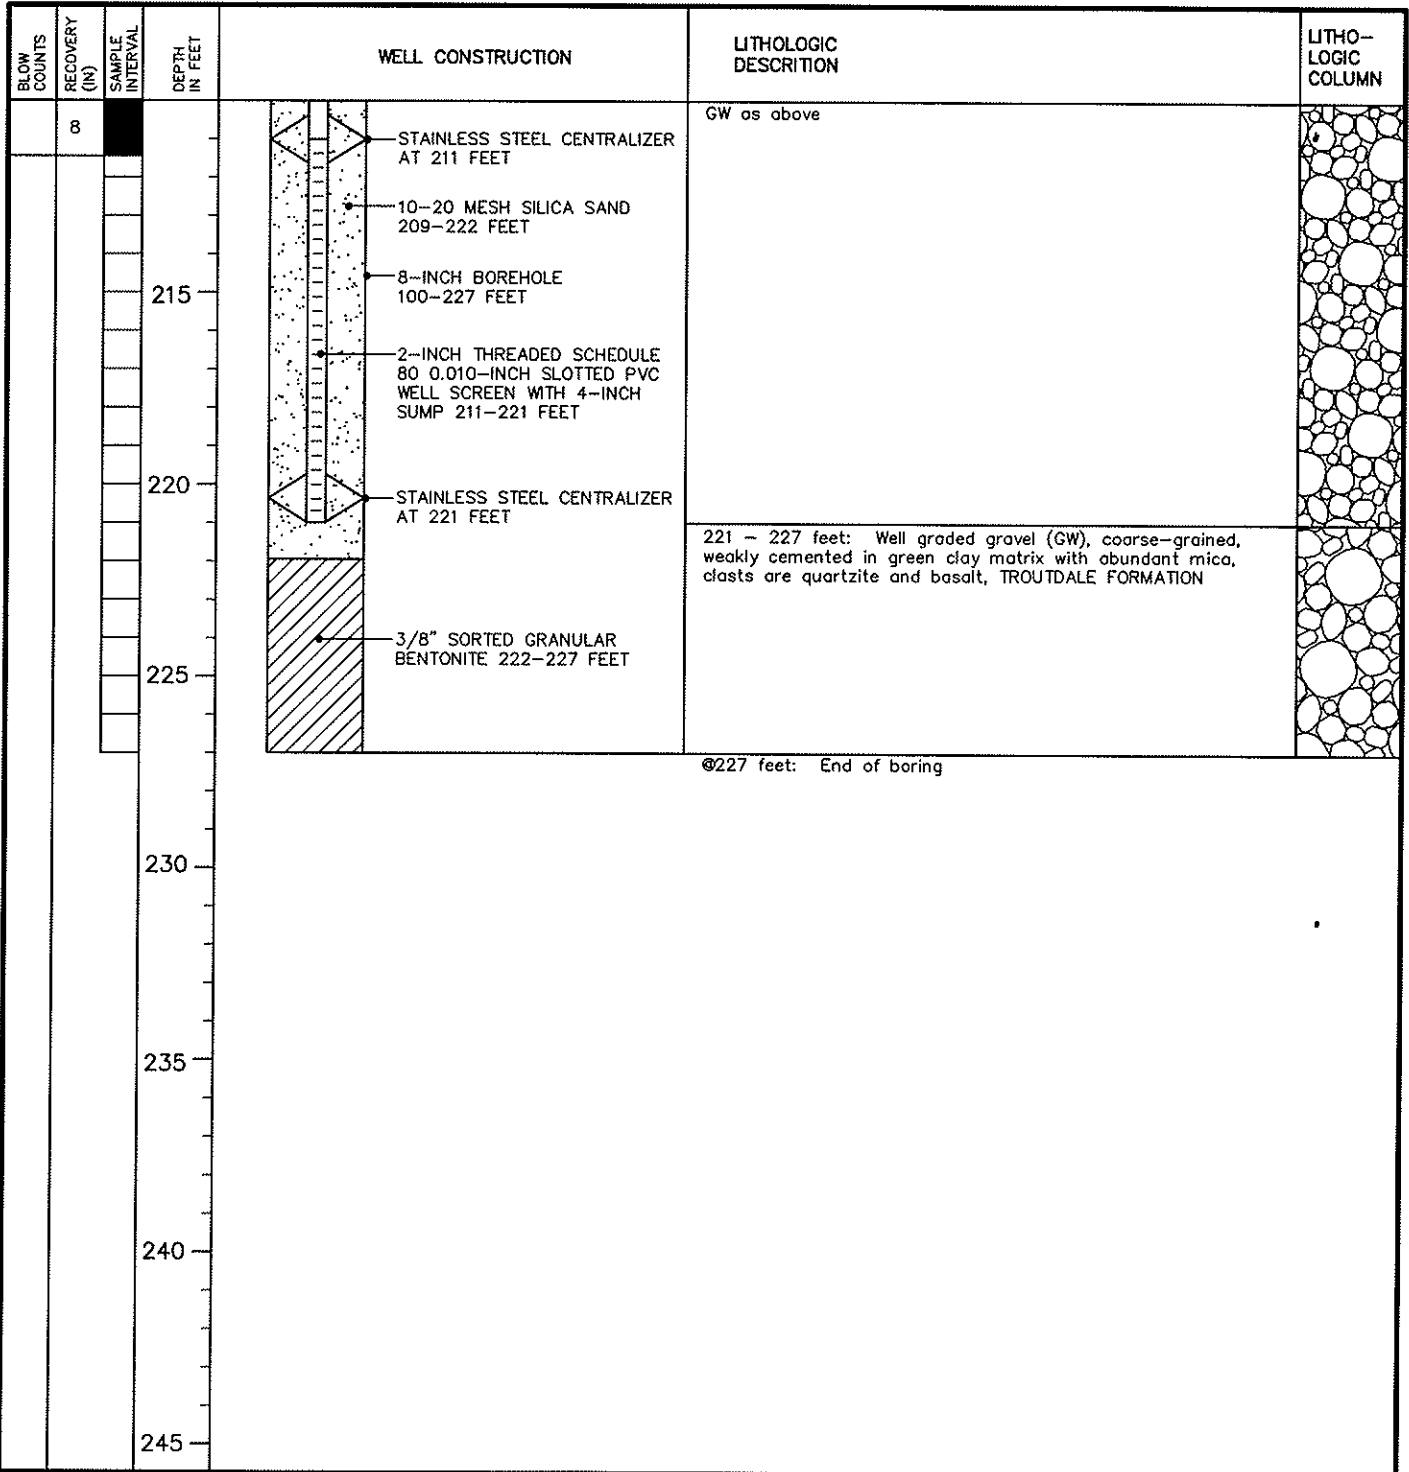 BLOW
COUNTS
RECOVERY
(IN)
SAMPLE
INTERVAL
DEPTH
IN FEET
WELL CONSTRUCTION
LITHOLOGIC
DESCRITION
LITHO-
LOGIC
COLUMN
8
GW as above
STAINLESS STEEL CENTRALIZER
AT 211 FEET
10-20 MESH SILICA SAND
209-222 FEET
8-INCH BOREHOLE
100-227 FEET
215
2-INCH THREADED SCHEDULE
80 0.010-INCH SLOTTED PVC
WELL SCREEN WITH 4-INCH
SUMP 211-221 FEET
220
STAINLESS STEEL CENTRALIZER
AT 221 FEET
221 - 227 feet: Well graded gravel (GW), coarse-grained,
weakly cemented in green clay matrix with abundant mica,
clasts are quartzite and basalt, TROUTDALE FORMATION
3/8" SORTED GRANULAR
BENTONITE 222-227 FEET
225
@227 feet: End of boring
230
235
240
245